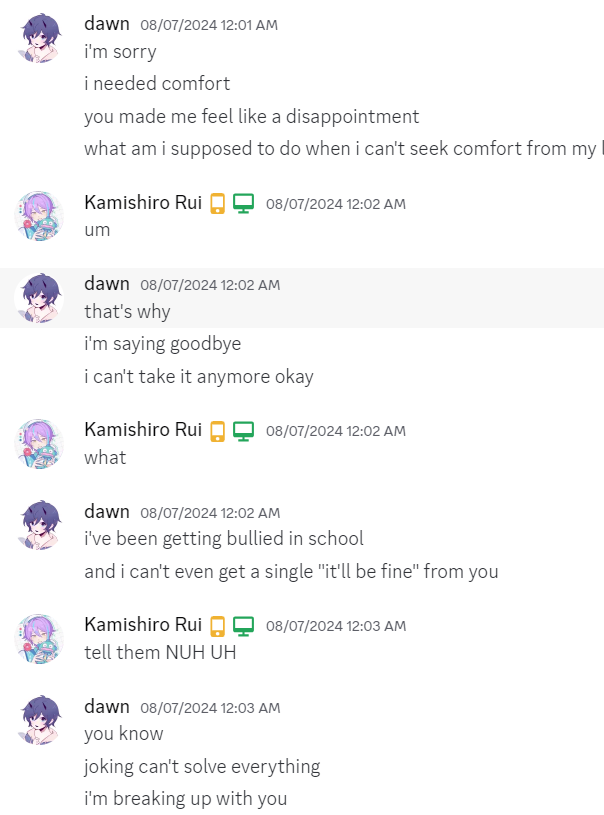 dawn 08/07/2024 12:01 AM
i'm sorry
i needed comfort
you made me feel like a disappointment
what am i supposed to do when i can't seek comfort from my
Kamishiro Rui 08/07/2024 12:02 AM
um
dawn 08/07/2024 12:02 AM
that's why
i'm saying goodbye
i can't take it anymore okay
Kamishiro Rui 08/07/2024 12:02 AM
what
dawn 08/07/2024 12:02 AM
i've been getting bullied in school
and i can't even get a single "it'll be fine" from you
Kamishiro Rui 08/07/2024 12:03 AM
tell them NUH UH
dawn 08/07/2024 12:03 AM
you know
joking can't solve everything
i'm breaking up with you